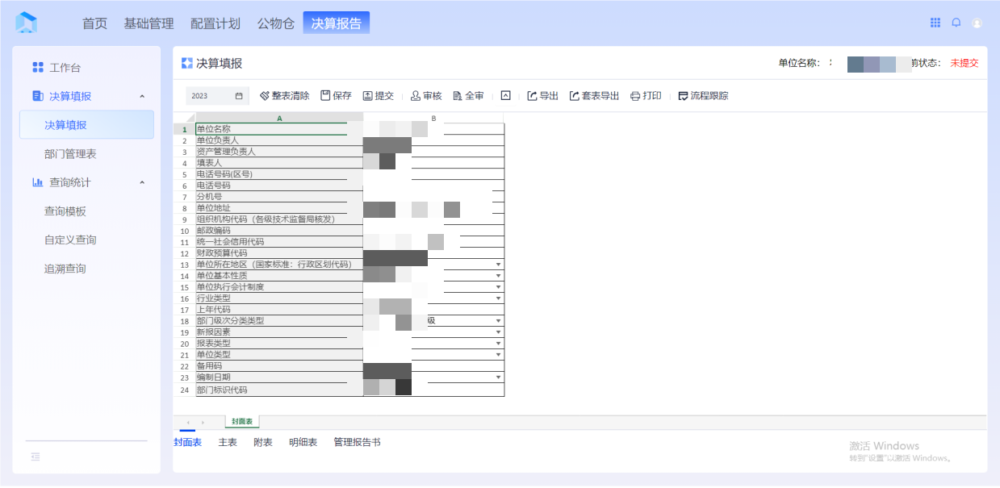 首页 基础管理 配置计划 公物仓 决算报告
工作台
决算填报
决算填报
部门管理表
查询统计
查询模板
自定义查询
追溯查询
决算填报
单位名称: 前状态: 未提交
2023 整表清除 保存 提交 审核 全审 导出 套表导出 打印 流程跟踪
A B
1 单位名称
2 单位负责人
3 资产管理负责人
4 填表人
5 电话号码(区号)
6 电话号码
7 分机号
8 单位地址
9 组织机构代码（各级技术监督局核发）
10 邮政编码
11 统一社会信用代码
12 财政预算代码
13 单位所在地区（国家标准：行政区划代码）
14 单位基本性质
15 单位执行会计制度
16 行业类型
17 上年代码
18 部门级次分类类型 级
19 新报因素
20 报表类型
21 单位类型
22 备用码
23 编制日期
24 部门标识代码
封面表
封面表 主表 附表 明细表 管理报告书
激活 Windows
转到"设置"以激活 Windows。